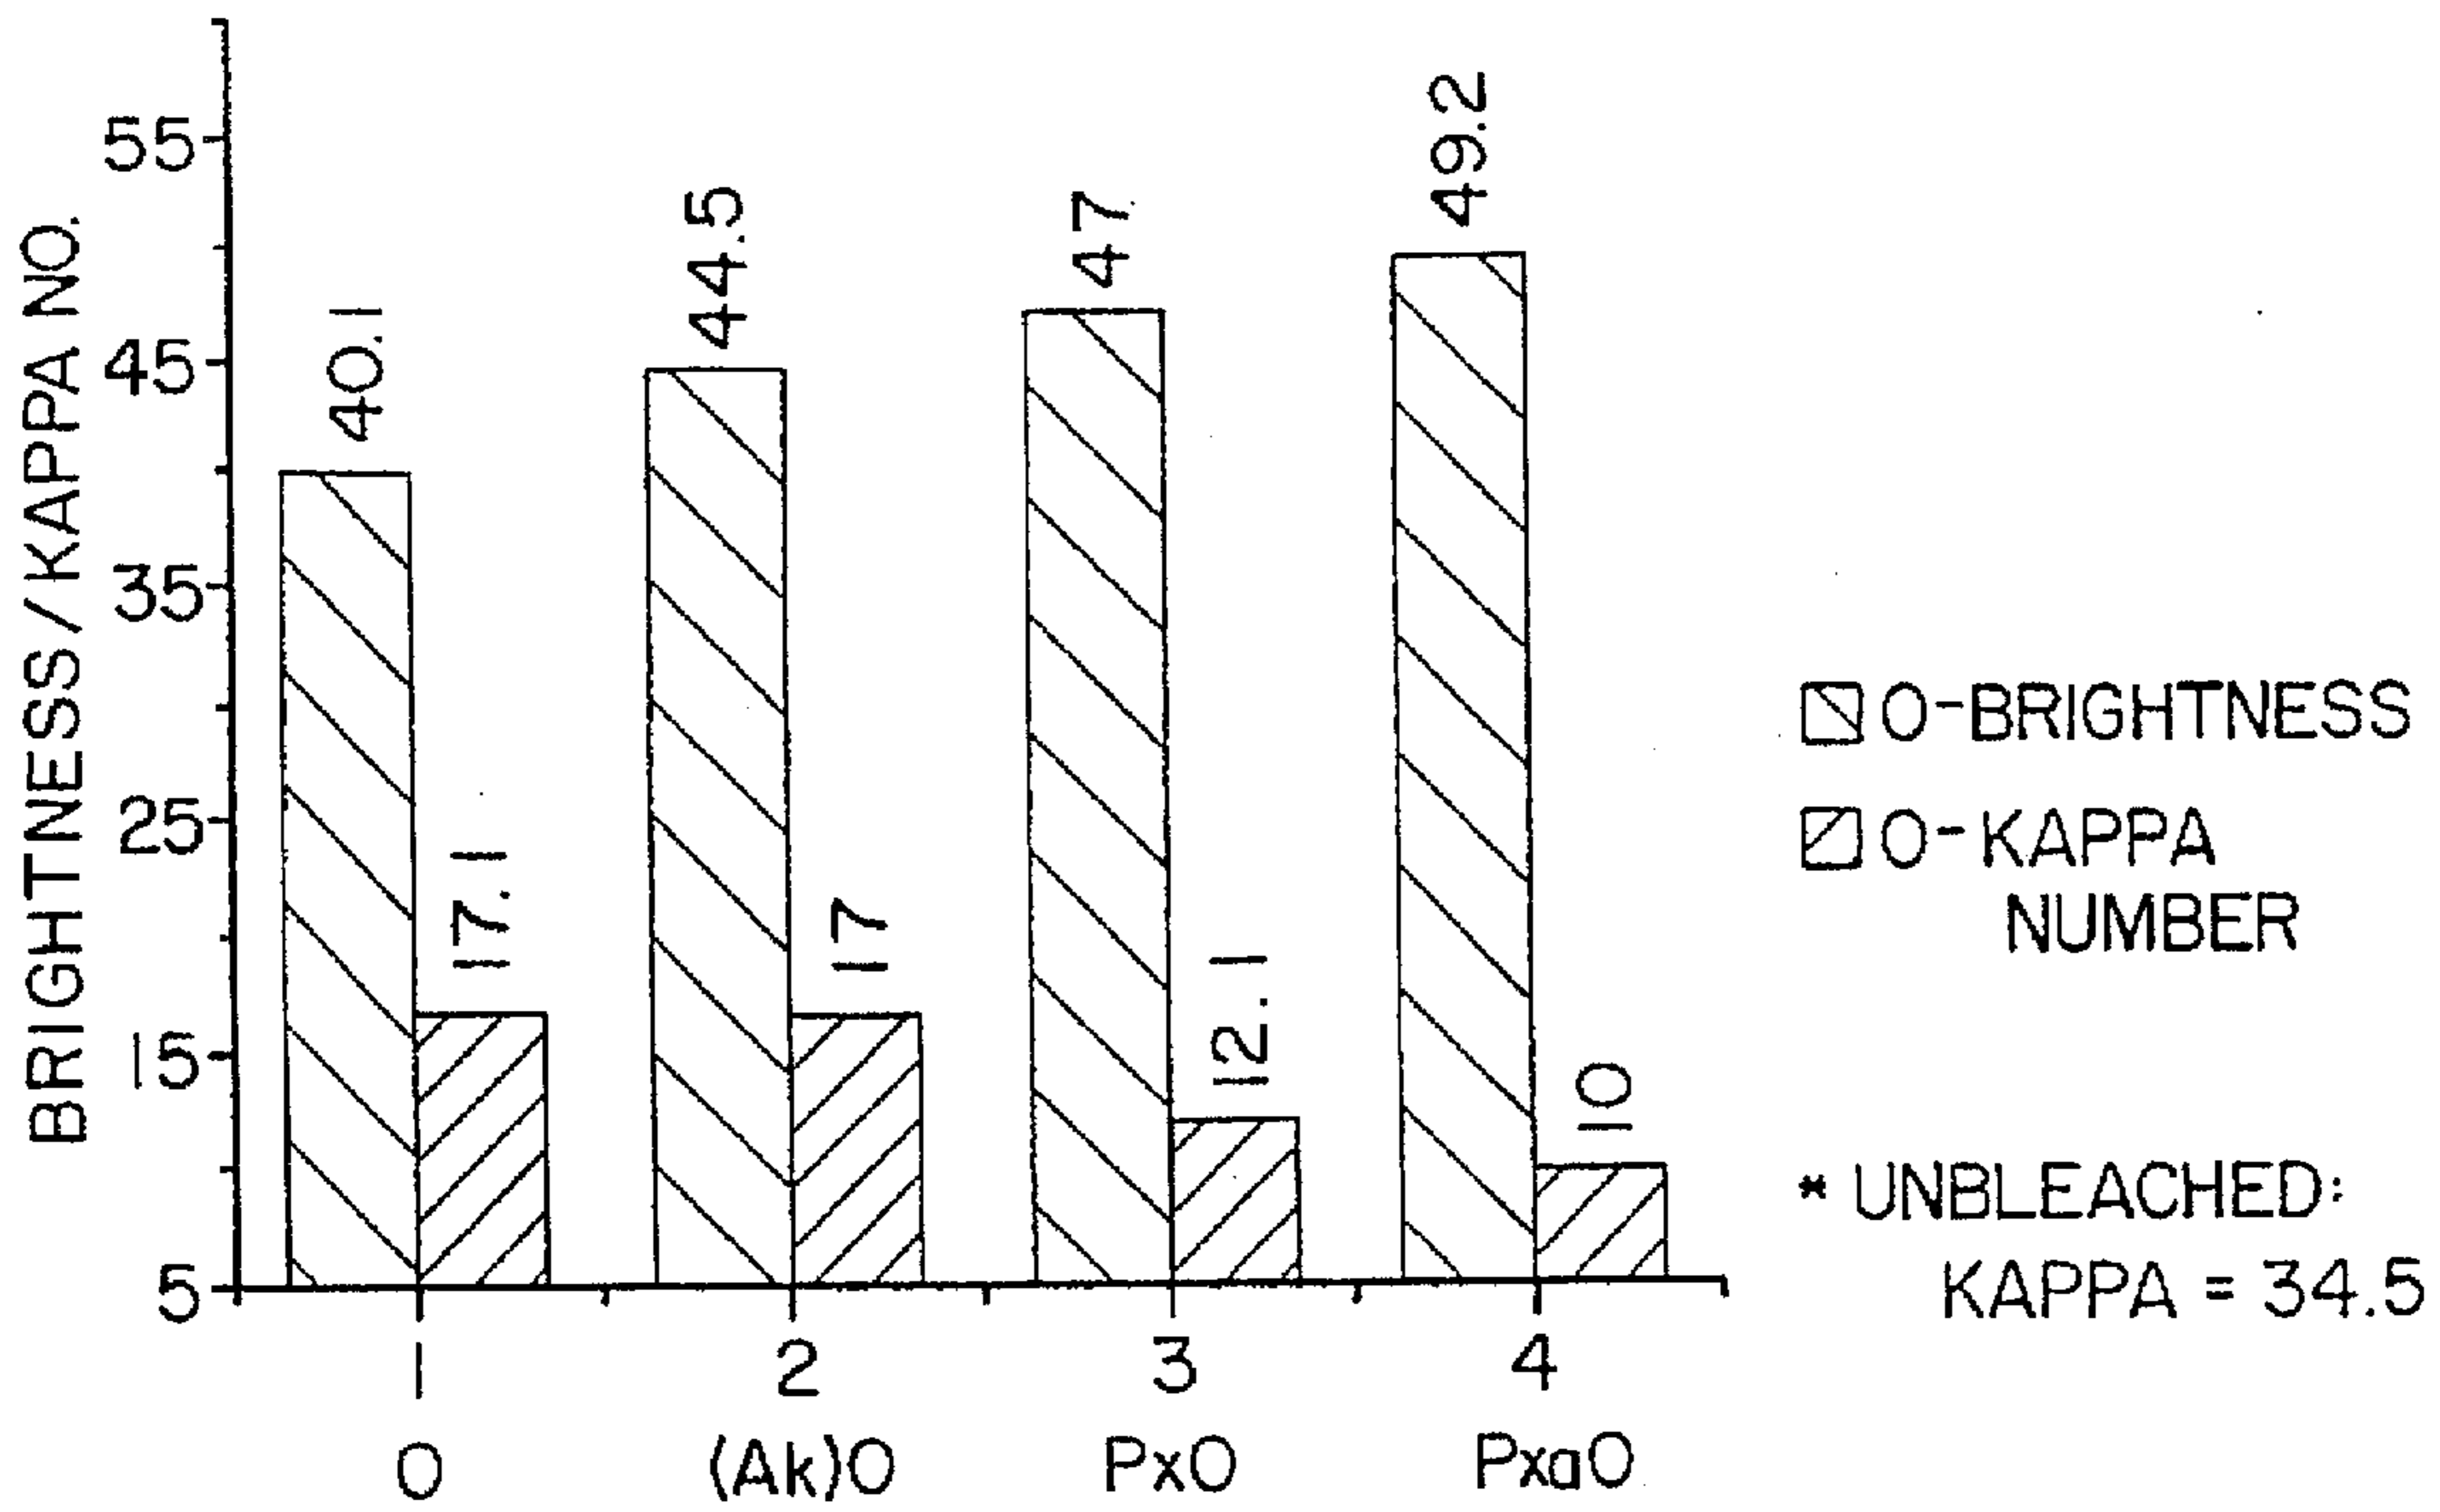 BRIGHTNESS/KAPPA NO.
55
45
35
25
15
5
40.1
17.1
44.5
17
47
12.1
49.2
10
1
2
3
4
O
(Ak)O
PxO
PxaO
O-BRIGHTNESS
O-KAPPA
NUMBER
* UNBLEACHED:
KAPPA = 34.5